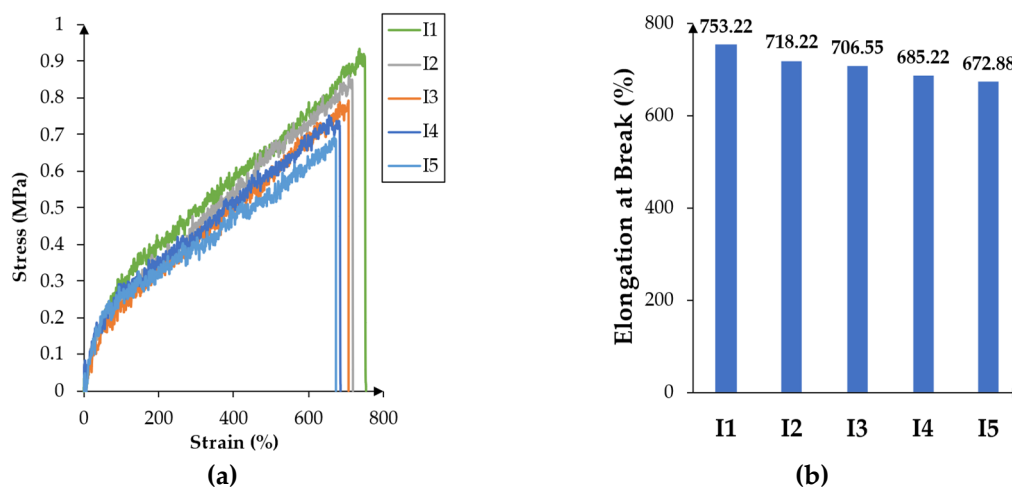 1
0.9
0.8
0.7
0.6
0.5
0.4
0.3
0.2
0.1
0
Stress (MPa)
0
200
400
600
800
Strain (%)
I1
I2
I3
I4
I5
(a)
800
600
400
200
0
Elongation at Break (%)
753.22
718.22
706.55
685.22
672.88
I1
I2
I3
I4
I5
(b)